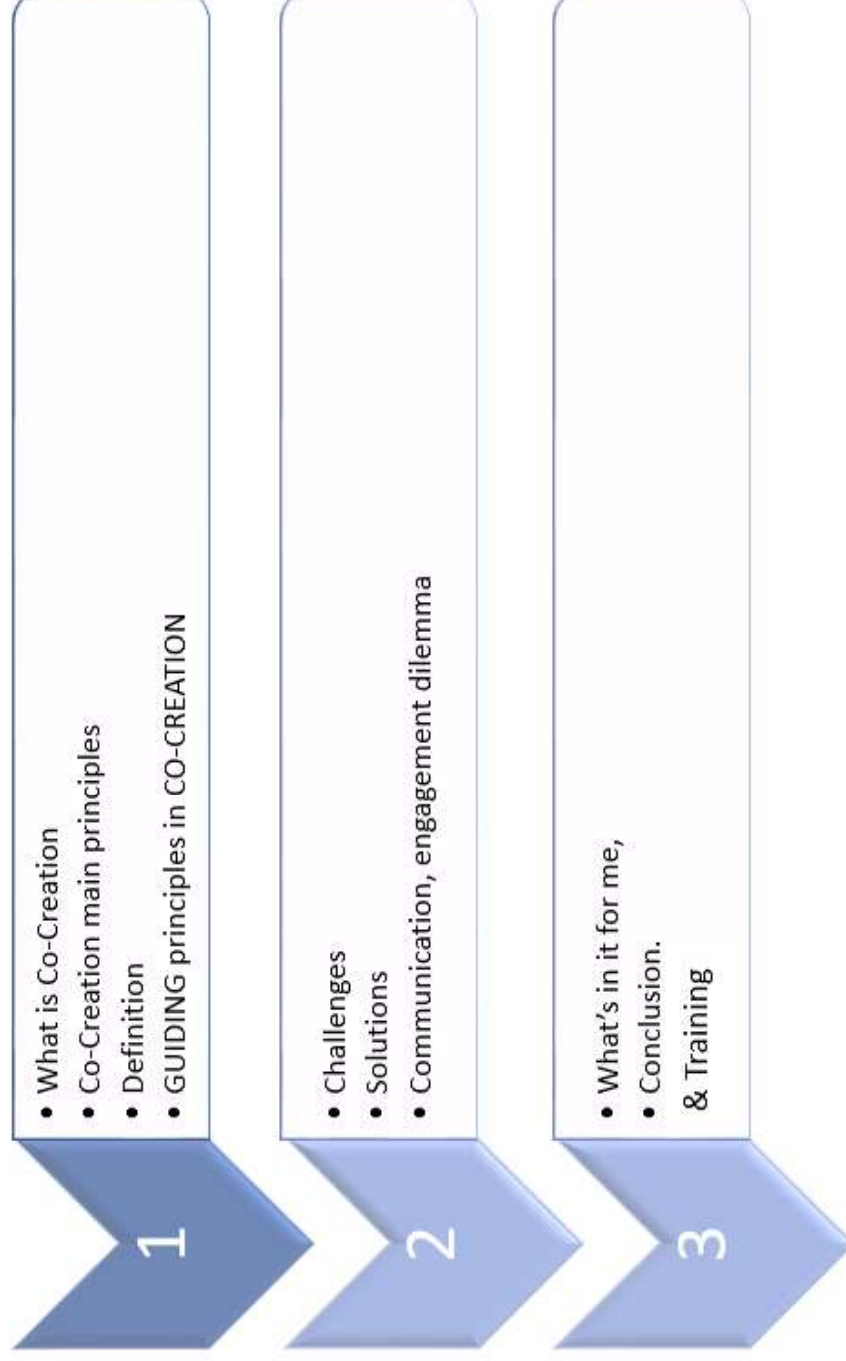 1
• What is Co-Creation
• Co-Creation main principles
• Definition
• GUIDING principles in CO-CREATION
2
• Challenges
• Solutions
• Communication, engagement dilemma
3
• What's in it for me,
• Conclusion.
& Training